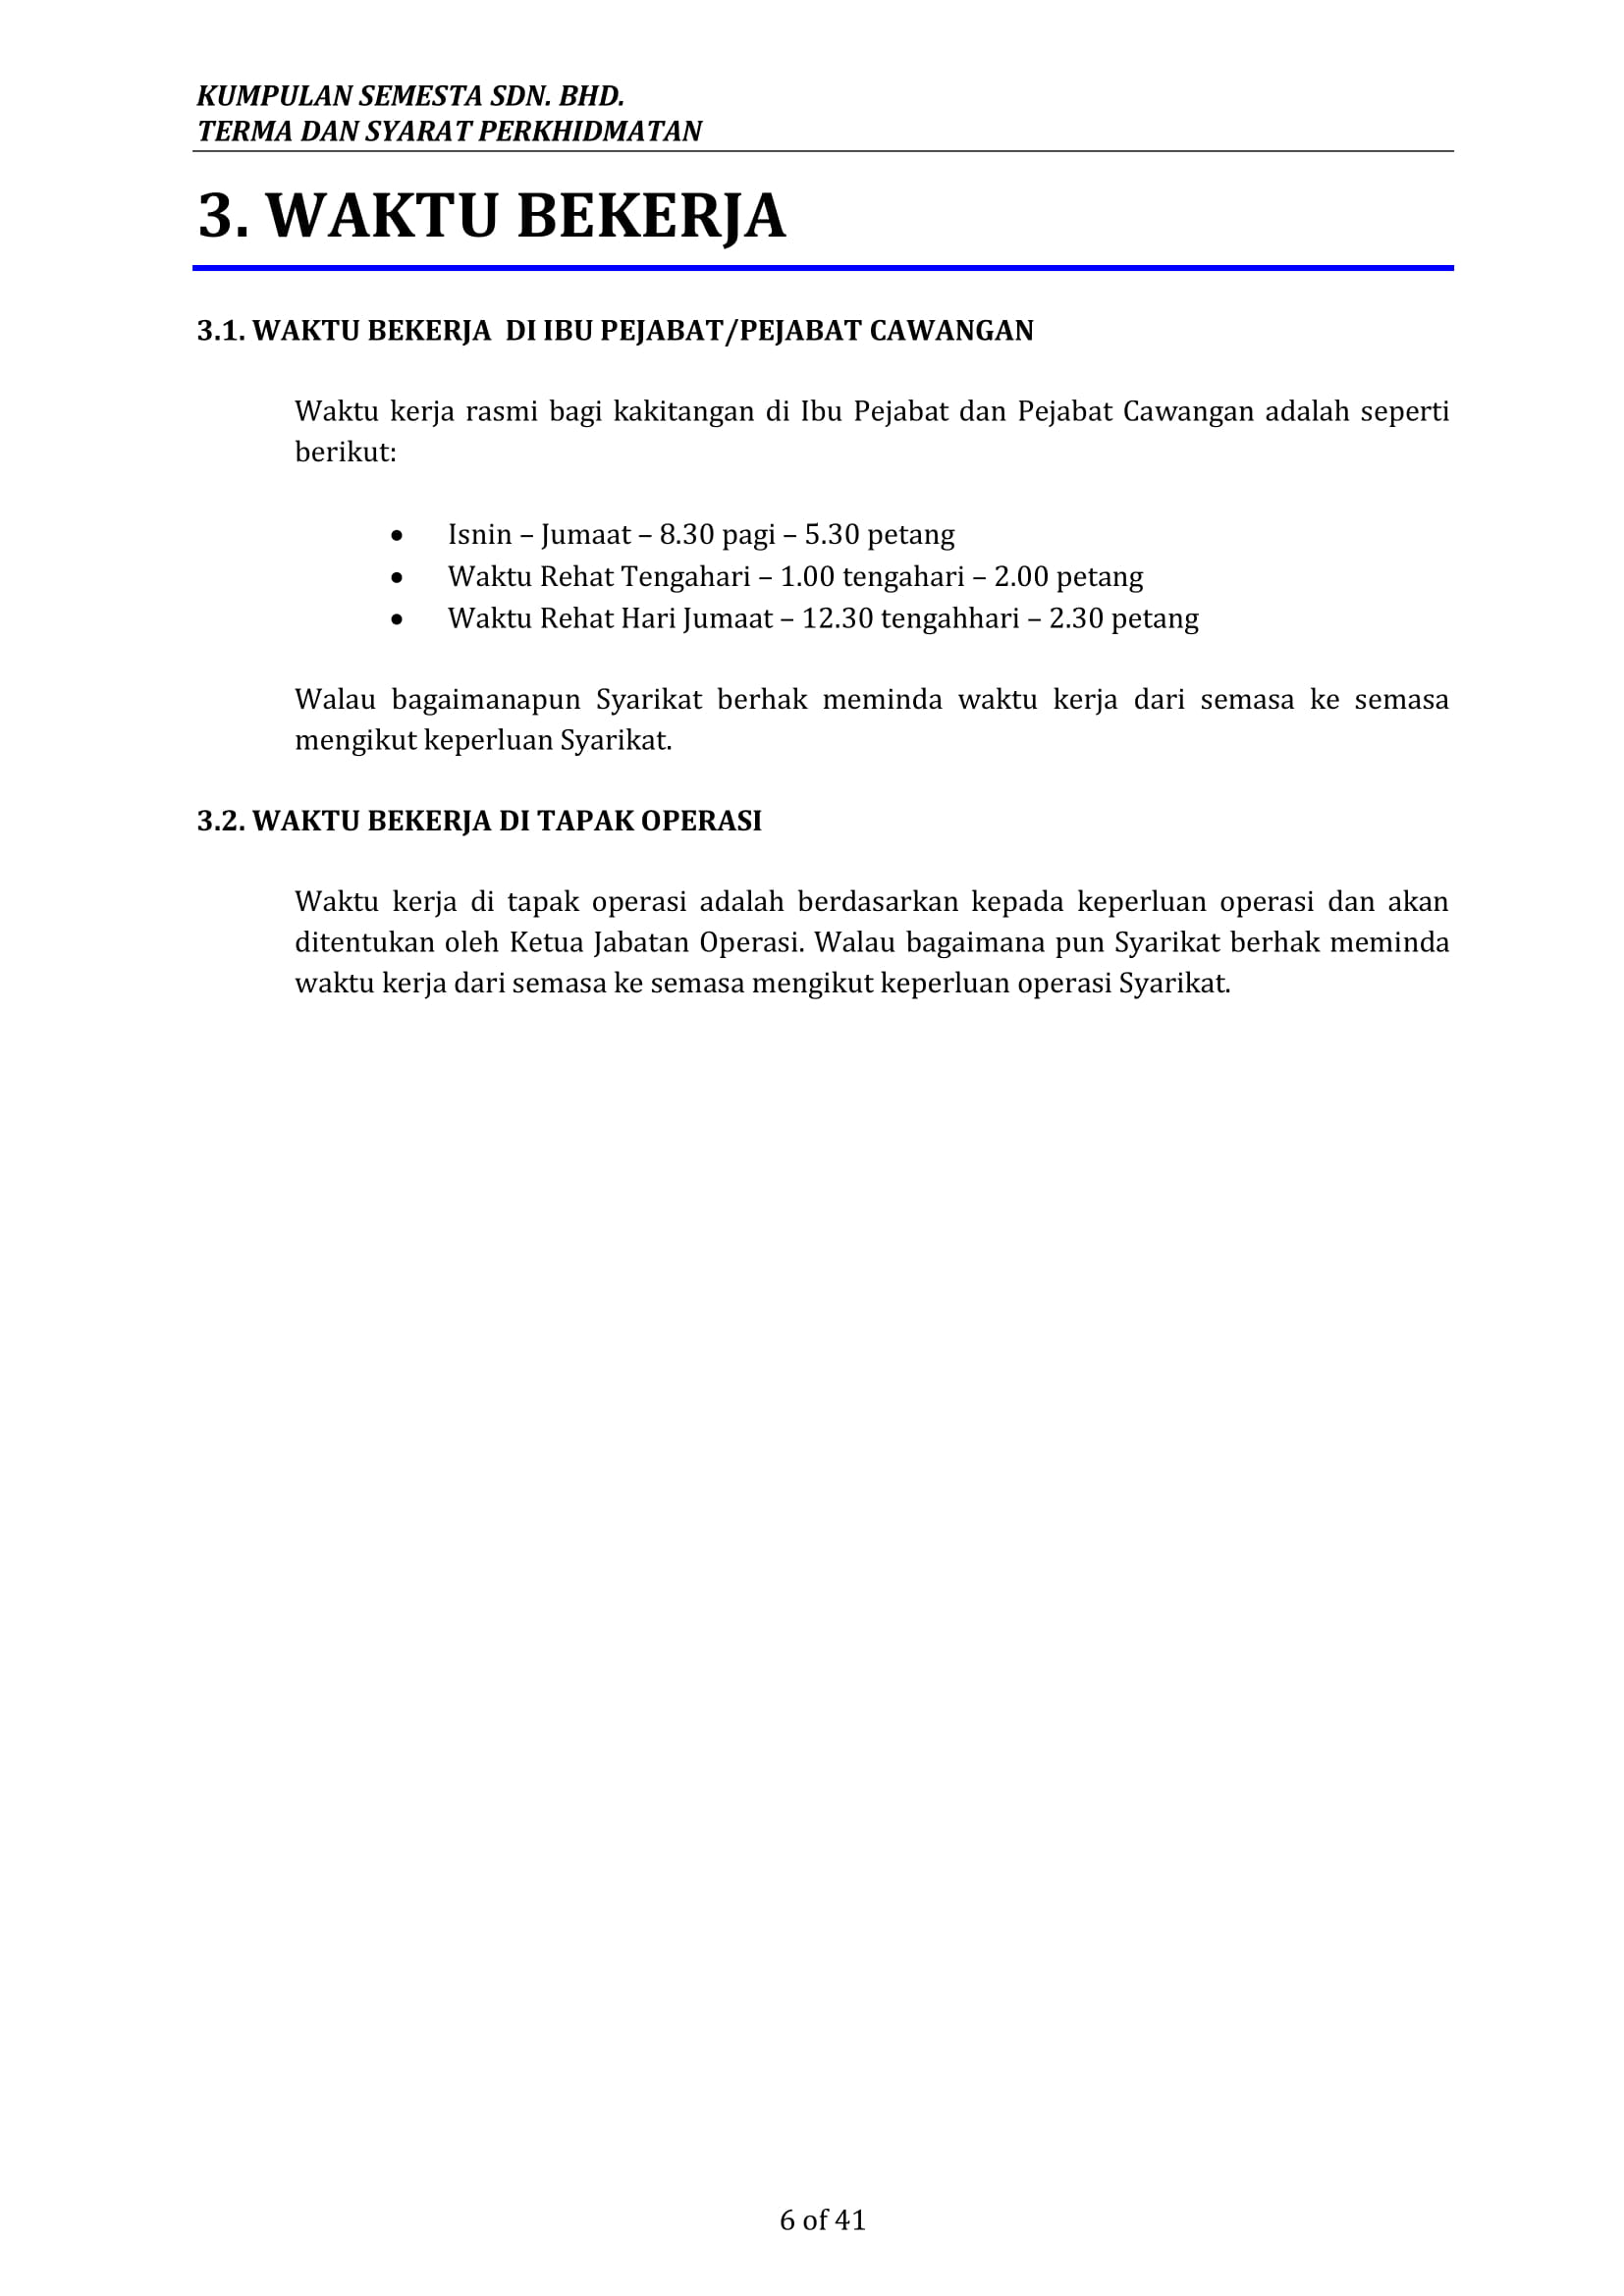 KUMPULAN SEMESTA SDN. BHD.
TERMA DAN SYARAT PERKHIDMATAN
3. WAKTU BEKERJA
3.1. WAKTU BEKERJA  DI IBU PEJABAT/PEJABAT CAWANGAN
Waktu kerja rasmi bagi kakitangan di Ibu Pejabat dan Pejabat Cawangan adalah seperti
berikut:
• Isnin – Jumaat – 8.30 pagi – 5.30 petang
• Waktu Rehat Tengahari – 1.00 tengahari – 2.00 petang
• Waktu Rehat Hari Jumaat – 12.30 tengahhari – 2.30 petang
Walau bagaimanapun Syarikat berhak meminda waktu kerja dari semasa ke semasa
mengikut keperluan Syarikat.
3.2. WAKTU BEKERJA DI TAPAK OPERASI
Waktu kerja di tapak operasi adalah berdasarkan kepada keperluan operasi dan akan
ditentukan oleh Ketua Jabatan Operasi. Walau bagaimana pun Syarikat berhak meminda
waktu kerja dari semasa ke semasa mengikut keperluan operasi Syarikat.
6 of 41